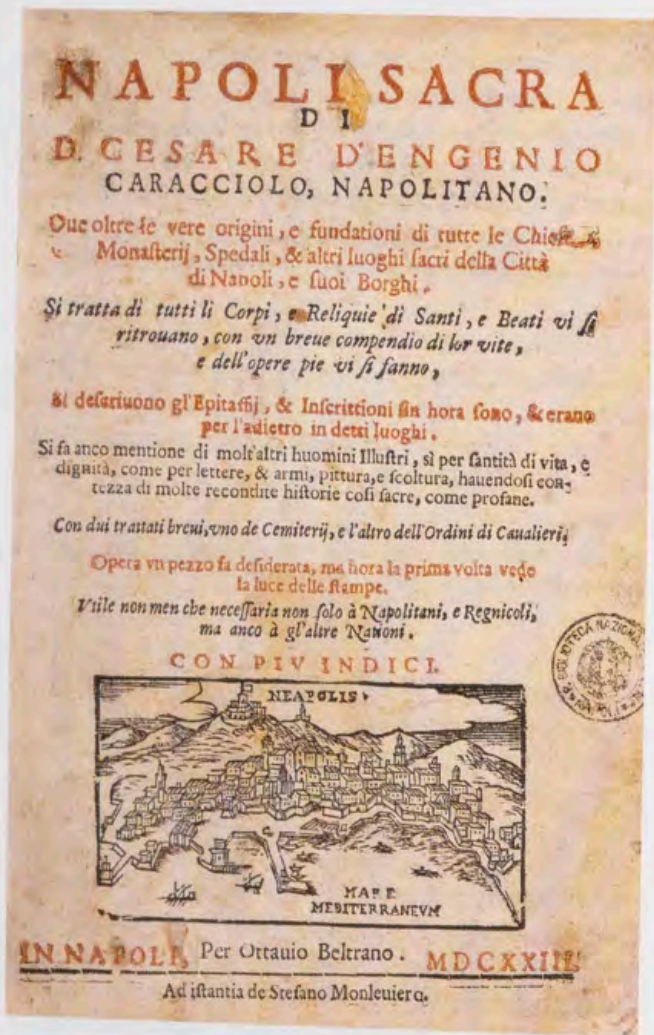 NAPOLI SACRA
DI
D. CESARE D'ENGENIO
CARACCIOLO, NAPOLITANO.
Oue oltre le vere origini, e fundationi di tutte le Chiese,
Monasterij, Spedali, & altri luoghi sacri della Città
di Napoli, e suoi Borghi.
Si tratta di tutti li Corpi, e Reliquie di Santi, e Beati vi si
ritrouano, con vn breue compendio di lor vite,
e dell'opere pie vi si fanno,
Si descriuono gl'Epitaffij, & Inscrittioni sin hora sono, & erano
per l'adietro in detti luoghi.
Si fa anco mentione di molt'altri huomini Illustri, sì per santità di vita, e
dignità, come per lettere, & armi, pittura, e scoltura, hauendosi con-
tezza di molte recondite historie così sacre, come profane.
Con dui trattati breui, vno de Cemiterij, e l'altro dell'Ordini di Caualieri,
Opera vn pezzo fa desiderata, ma hora la prima volta vede
la luce delle stampe.
Vtile non men che necessaria non solo à Napolitani, e Regnicoli,
ma anco à gl'altre Nationi.
CON PIV INDICI.
NEAPOLIS
MARE
MEDITERRANEVM
BIBLIOTECA NAZIONALE
IN NAPOLI, Per Ottauio Beltrano. MDCXXIII.
Ad istantia de Stefano Monleuiero.